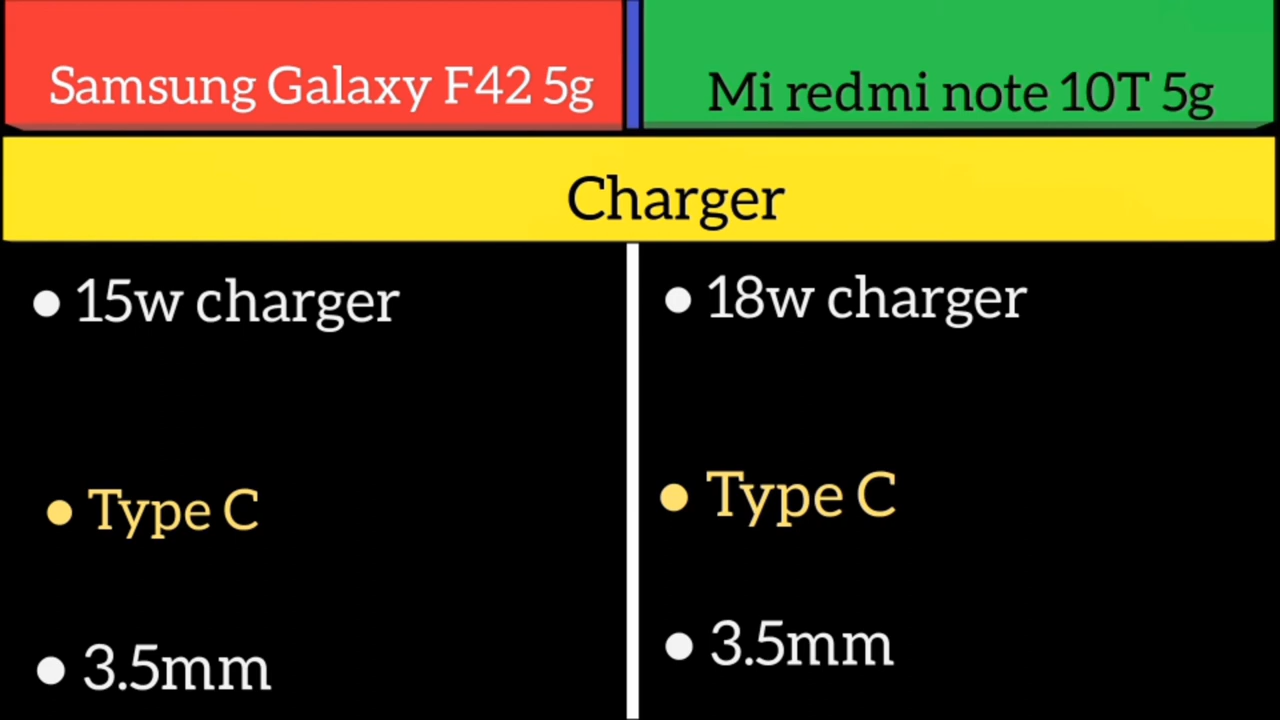 Samsung Galaxy F42 5g
Mi redmi note 10T 5g
Charger
• 15w charger
• Type C
• 3.5mm
• 18w charger
• Type C
• 3.5mm